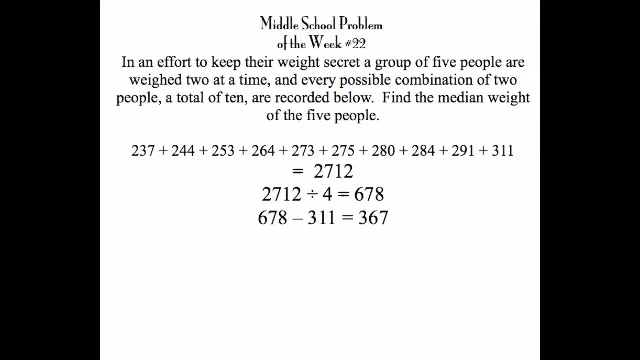 Middle School Problem
of the Week #22
In an effort to keep their weight secret a group of five people are
weighed two at a time, and every possible combination of two
people, a total of ten, are recorded below.  Find the median weight
of the five people.
237 + 244 + 253 + 264 + 273 + 275 + 280 + 284 + 291 + 311
= 2712
2712 ÷ 4 = 678
678 – 311 = 367